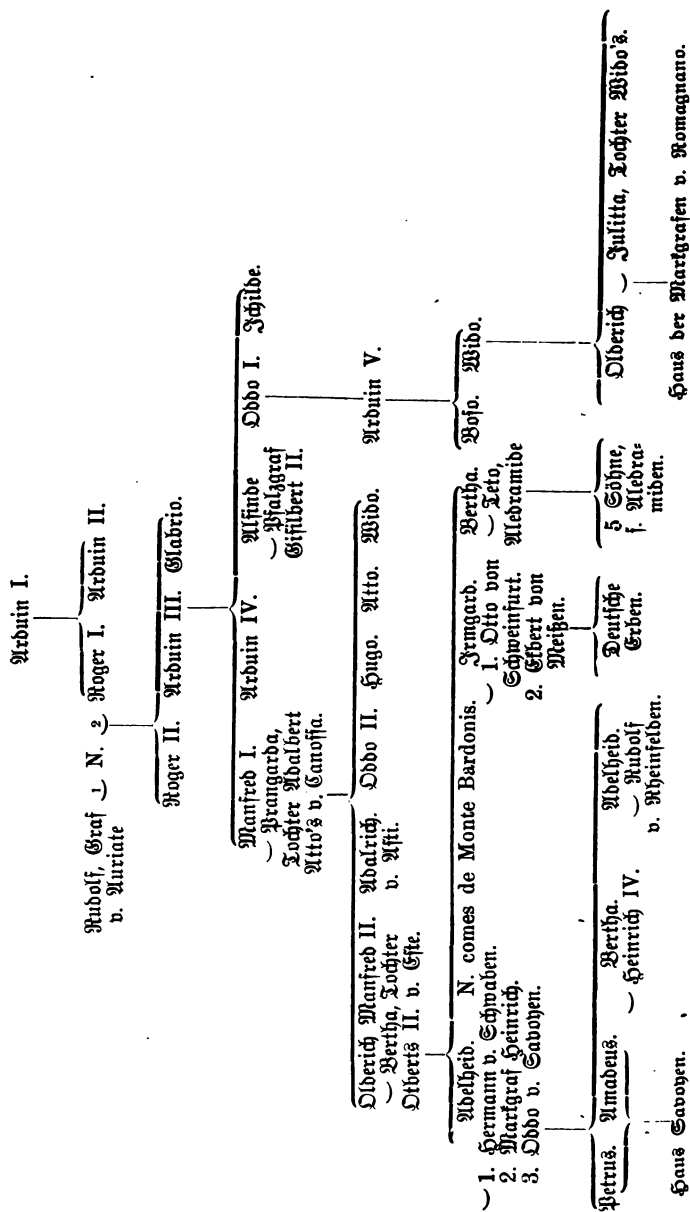 Arduin I.
Rudolf, Graf ⏝ 1 N. 2 ⏝ Roger I. Arduin II.
v. Auriate
Roger II. Arduin III. Glabrio.
Manfred I. Arduin IV. Alsinde Oddo I. Ichilde.
⏝ Prangarda, ⏝ Pfalzgraf
Tochter Adalbert Gisilbert II.
Atto's v. Canossa.
Olderich Manfred II. Adalrich. Oddo II. Hugo. Atto. Wido. Arduin V.
⏝ Bertha, Tochter v. Asti.
Otberts II. v. Este.
Adelheid. N. comes de Monte Bardonis. Irmgard. Bertha. Boso. Wido.
⏝ 1. Hermann v. Schwaben. ⏝ 1. Otto von ⏝ Teto,
2. Markgraf Heinrich. Schweinfurt. Aledramide
3. Oddo v. Savoyen. 2. Ekbert von
Meißen.
Petrus. Amadeus. Bertha. Adelheid. Deutsche 5 Söhne, Olderich ⏝ Julitta, Tochter Wido's.
⏝ Heinrich IV. ⏝ Rudolf Erben. s. Aledra-
v. Rheinfelden. miden.
Haus Savoyen. Haus der Markgrafen v. Romagnano.